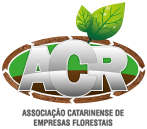 ACR
ASSOCIAÇÃO CATARINENSE DE
EMPRESAS FLORESTAIS